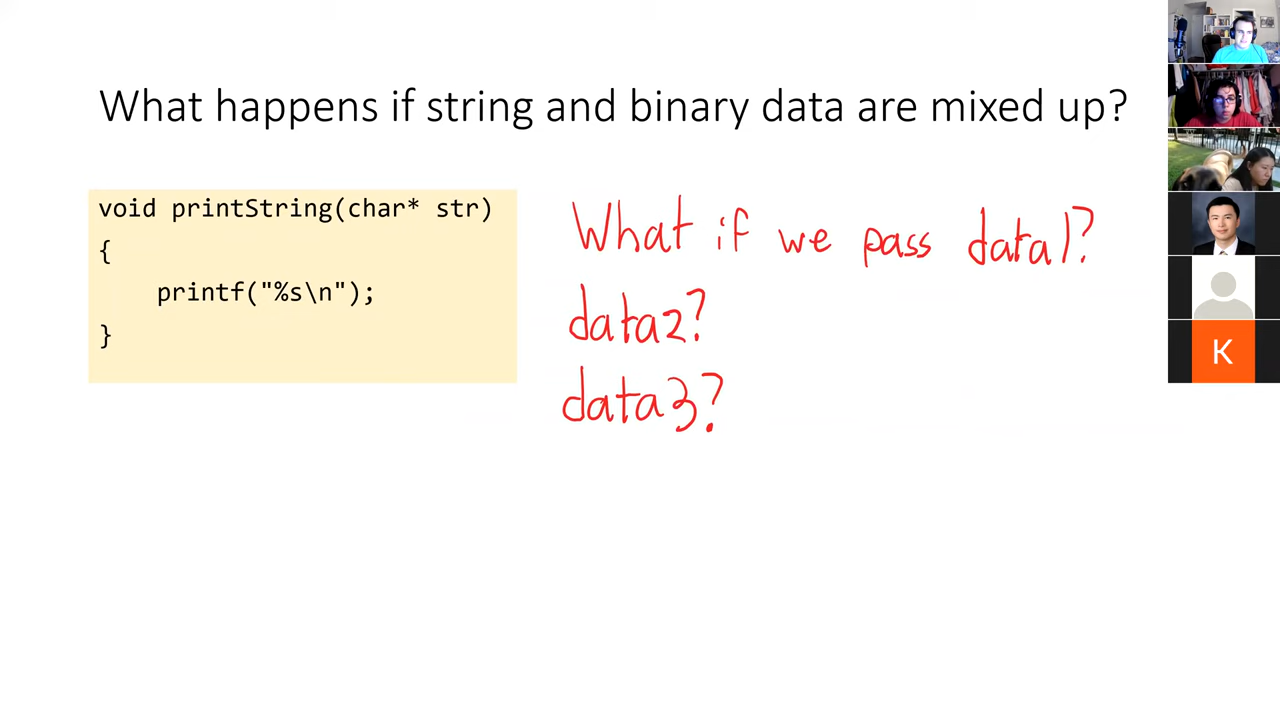 What happens if string and binary data are mixed up?
void printString(char* str)
{
printf("%s\n");
}
What if we pass data1?
data2?
data3?
K